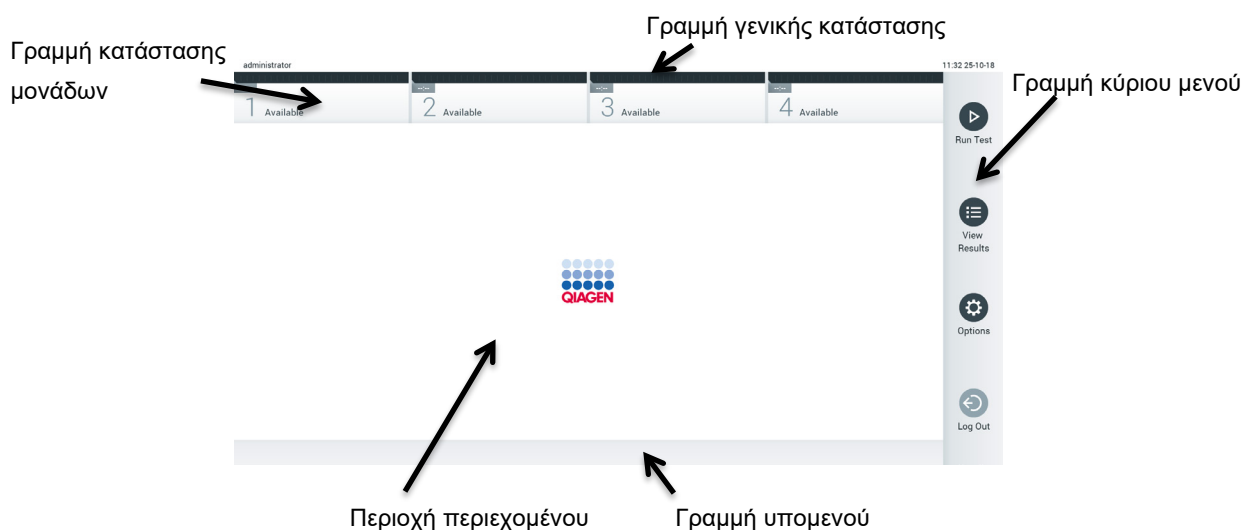 Γραμμή γενικής κατάστασης
Γραμμή κατάστασης
μονάδων
Γραμμή κύριου μενού
administrator
11:32 25-10-18
--:--
--:--
--:--
1 Available
2 Available
3 Available
4 Available
Run Test
View
Results
QIAGEN
Options
Log Out
Περιοχή περιεχομένου
Γραμμή υπομενού